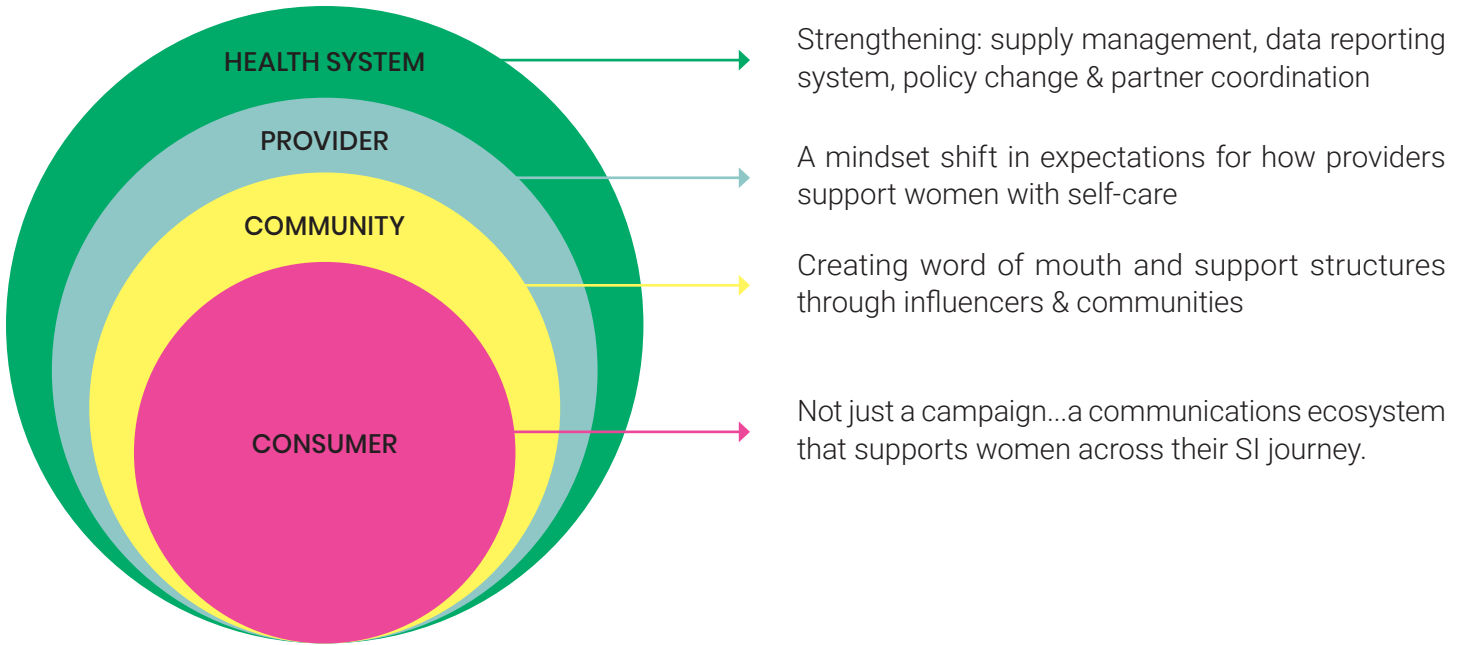 HEALTH SYSTEM
Strengthening: supply management, data reporting
system, policy change & partner coordination
PROVIDER
A mindset shift in expectations for how providers
support women with self-care
COMMUNITY
Creating word of mouth and support structures
through influencers & communities
CONSUMER
Not just a campaign...a communications ecosystem
that supports women across their SI journey.